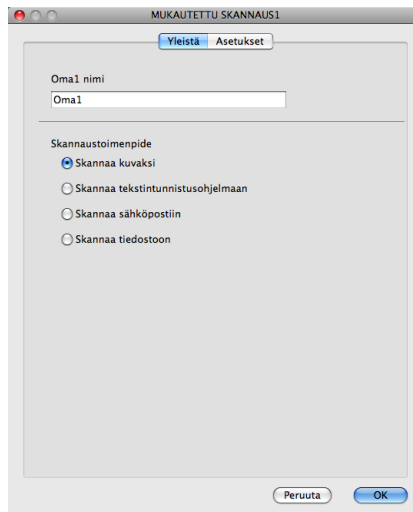 MUKAUTETTU SKANNAUS1
Yleistä Asetukset
Oma1 nimi
Oma1
Skannaustoimenpide
Skannaa kuvaksi
Skannaa tekstintunnistusohjelmaan
Skannaa sähköpostiin
Skannaa tiedostoon
Peruuta OK